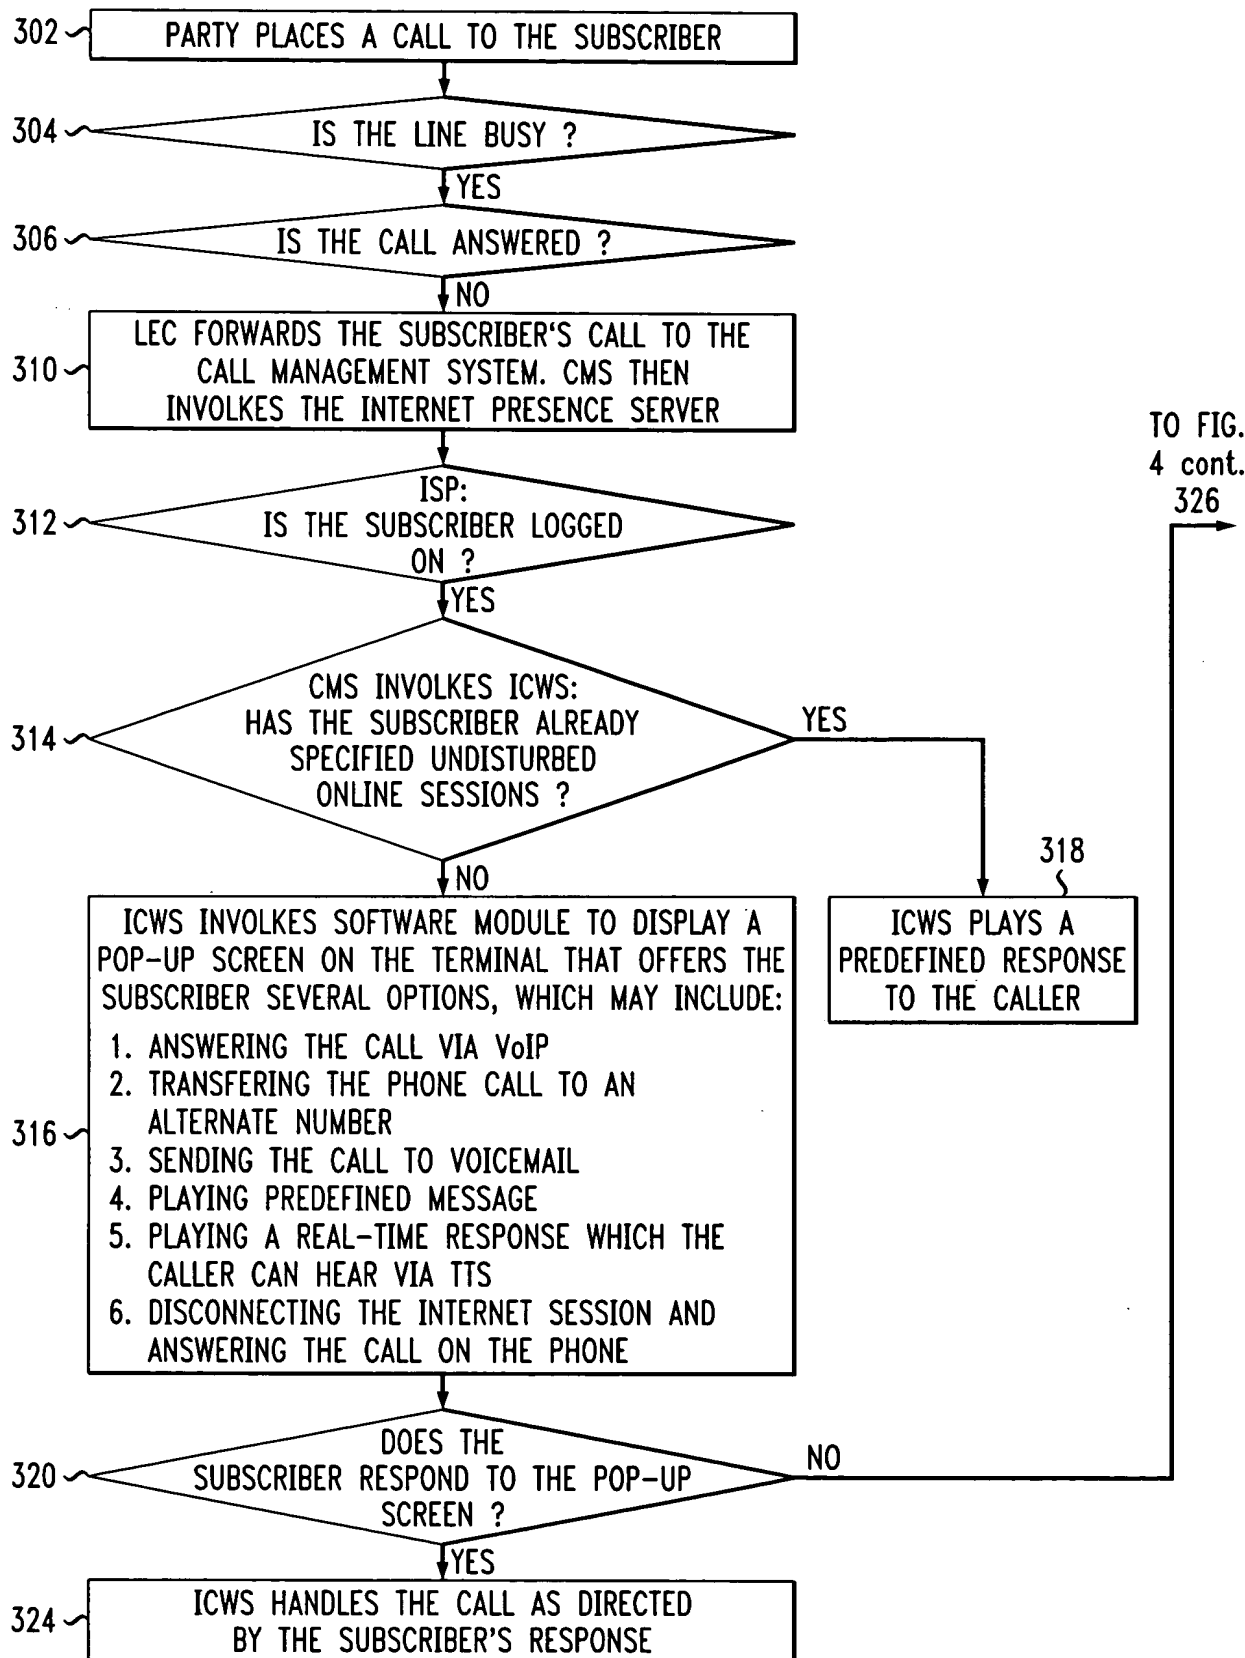 302
PARTY PLACES A CALL TO THE SUBSCRIBER
304
IS THE LINE BUSY ?
YES
306
IS THE CALL ANSWERED ?
NO
310
LEC FORWARDS THE SUBSCRIBER'S CALL TO THE
CALL MANAGEMENT SYSTEM. CMS THEN
INVOLKES THE INTERNET PRESENCE SERVER
TO FIG.
4 cont.
326
312
ISP:
IS THE SUBSCRIBER LOGGED
ON ?
YES
314
CMS INVOLKES ICWS:
HAS THE SUBSCRIBER ALREADY
SPECIFIED UNDISTURBED
ONLINE SESSIONS ?
YES
NO
318
ICWS PLAYS A
PREDEFINED RESPONSE
TO THE CALLER
316
ICWS INVOLKES SOFTWARE MODULE TO DISPLAY A
POP-UP SCREEN ON THE TERMINAL THAT OFFERS THE
SUBSCRIBER SEVERAL OPTIONS, WHICH MAY INCLUDE:
1. ANSWERING THE CALL VIA VoIP
2. TRANSFERING THE PHONE CALL TO AN
ALTERNATE NUMBER
3. SENDING THE CALL TO VOICEMAIL
4. PLAYING PREDEFINED MESSAGE
5. PLAYING A REAL-TIME RESPONSE WHICH THE
CALLER CAN HEAR VIA TTS
6. DISCONNECTING THE INTERNET SESSION AND
ANSWERING THE CALL ON THE PHONE
320
DOES THE
SUBSCRIBER RESPOND TO THE POP-UP
SCREEN ?
NO
YES
324
ICWS HANDLES THE CALL AS DIRECTED
BY THE SUBSCRIBER'S RESPONSE